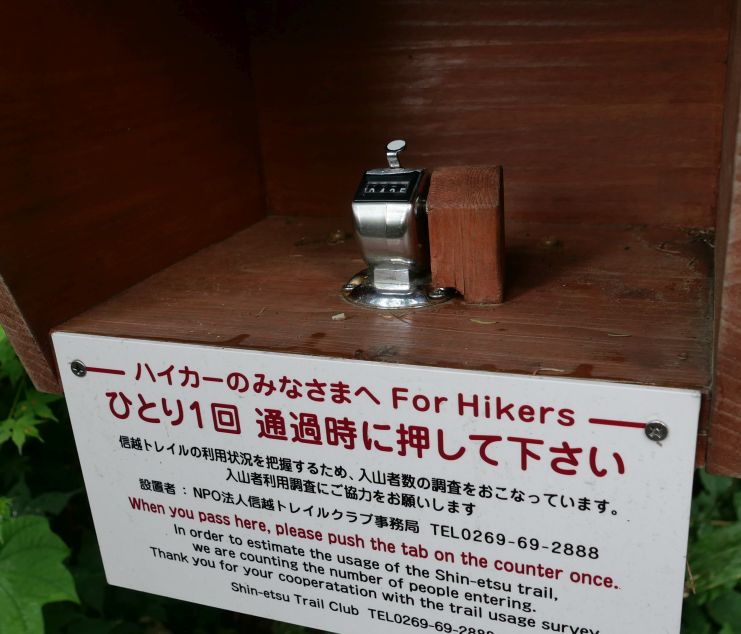 ハイカーのみなさまへ For Hikers
ひとり1回 通過時に押して下さい
信越トレイルの利用状況を把握するため、入山者数の調査をおこなっています。
入山者利用調査にご協力をお願いします
設置者：NPO法人信越トレイルクラブ事務局 TEL0269-69-2888
When you pass here, please push the tab on the counter once.
In order to estimate the usage of the Shin-etsu trail,
we are counting the number of people entering.
Thank you for your cooperatation with the trail usage survey.
Shin-etsu Trail Club TEL0269-69-2888